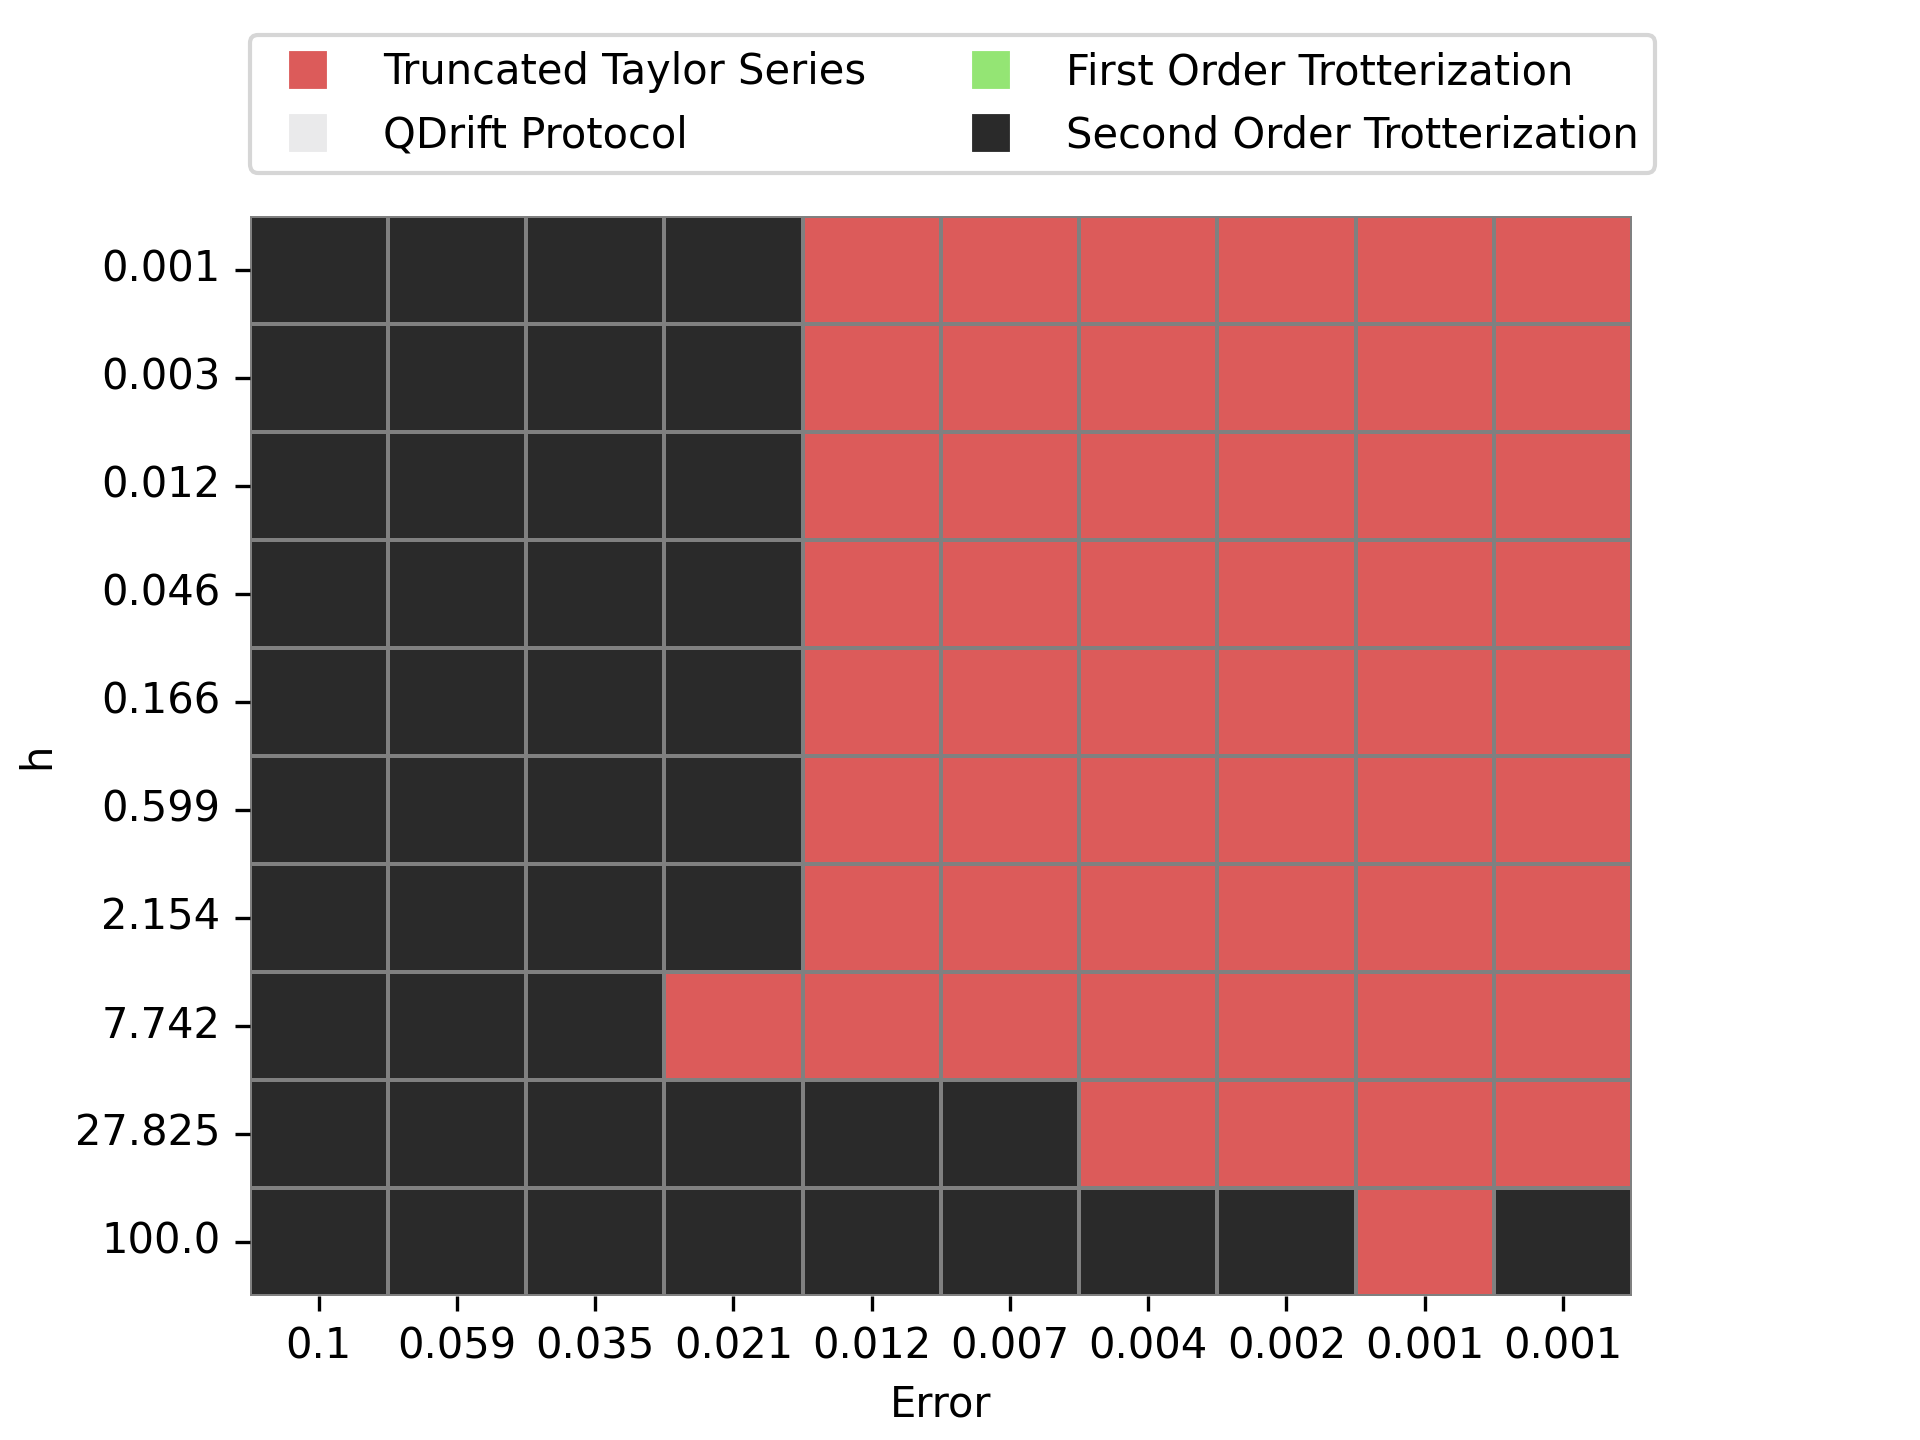 Truncated Taylor Series
First Order Trotterization
QDrift Protocol
Second Order Trotterization
0.001
0.003
0.012
0.046
0.166
0.599
2.154
7.742
27.825
100.0
h
0.1 0.059 0.035 0.021 0.012 0.007 0.004 0.002 0.001 0.001
Error